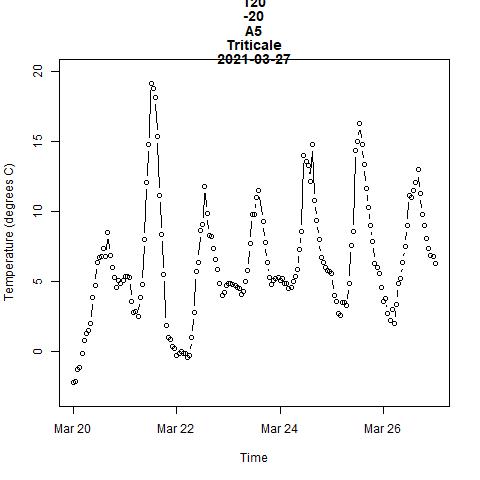 120
-20
A5
Triticale
2021-03-27
Temperature (degrees C)
20
15
10
5
0
Mar 20
Mar 22
Mar 24
Mar 26
Time